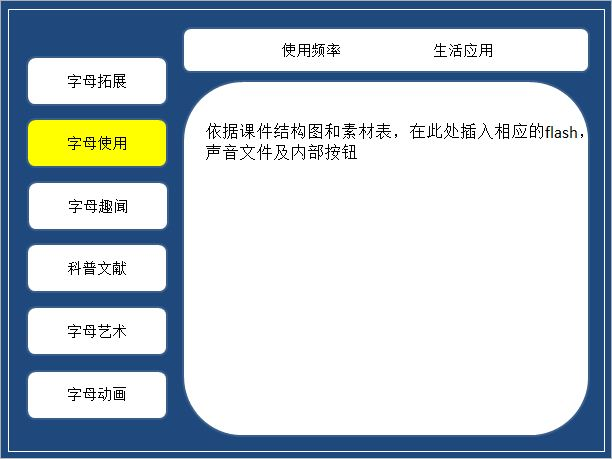 使用频率 生活应用
字母拓展
字母使用
字母趣闻
科普文献
字母艺术
字母动画
依据课件结构图和素材表，在此处插入相应的flash，
声音文件及内部按钮